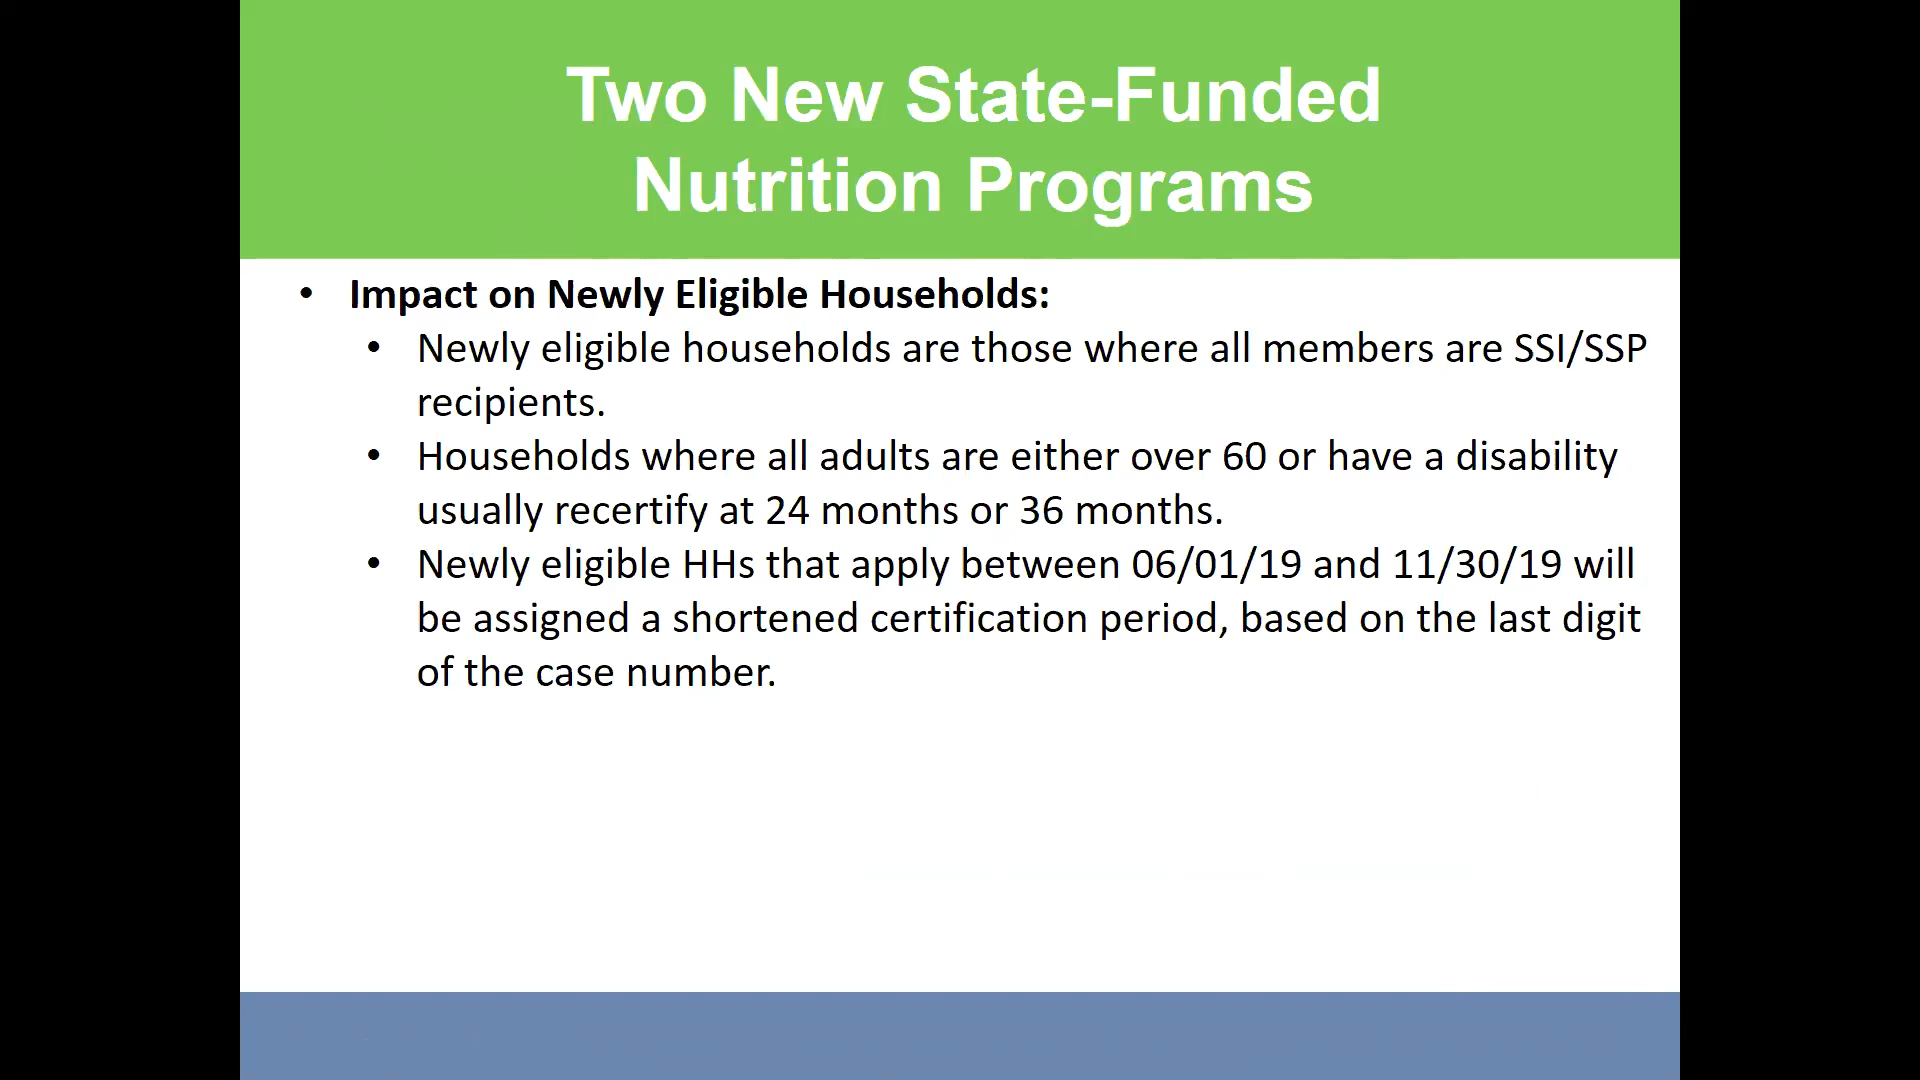 Two New State-Funded
Nutrition Programs
• Impact on Newly Eligible Households:
• Newly eligible households are those where all members are SSI/SSP
recipients.
• Households where all adults are either over 60 or have a disability
usually recertify at 24 months or 36 months.
• Newly eligible HHs that apply between 06/01/19 and 11/30/19 will
be assigned a shortened certification period, based on the last digit
of the case number.